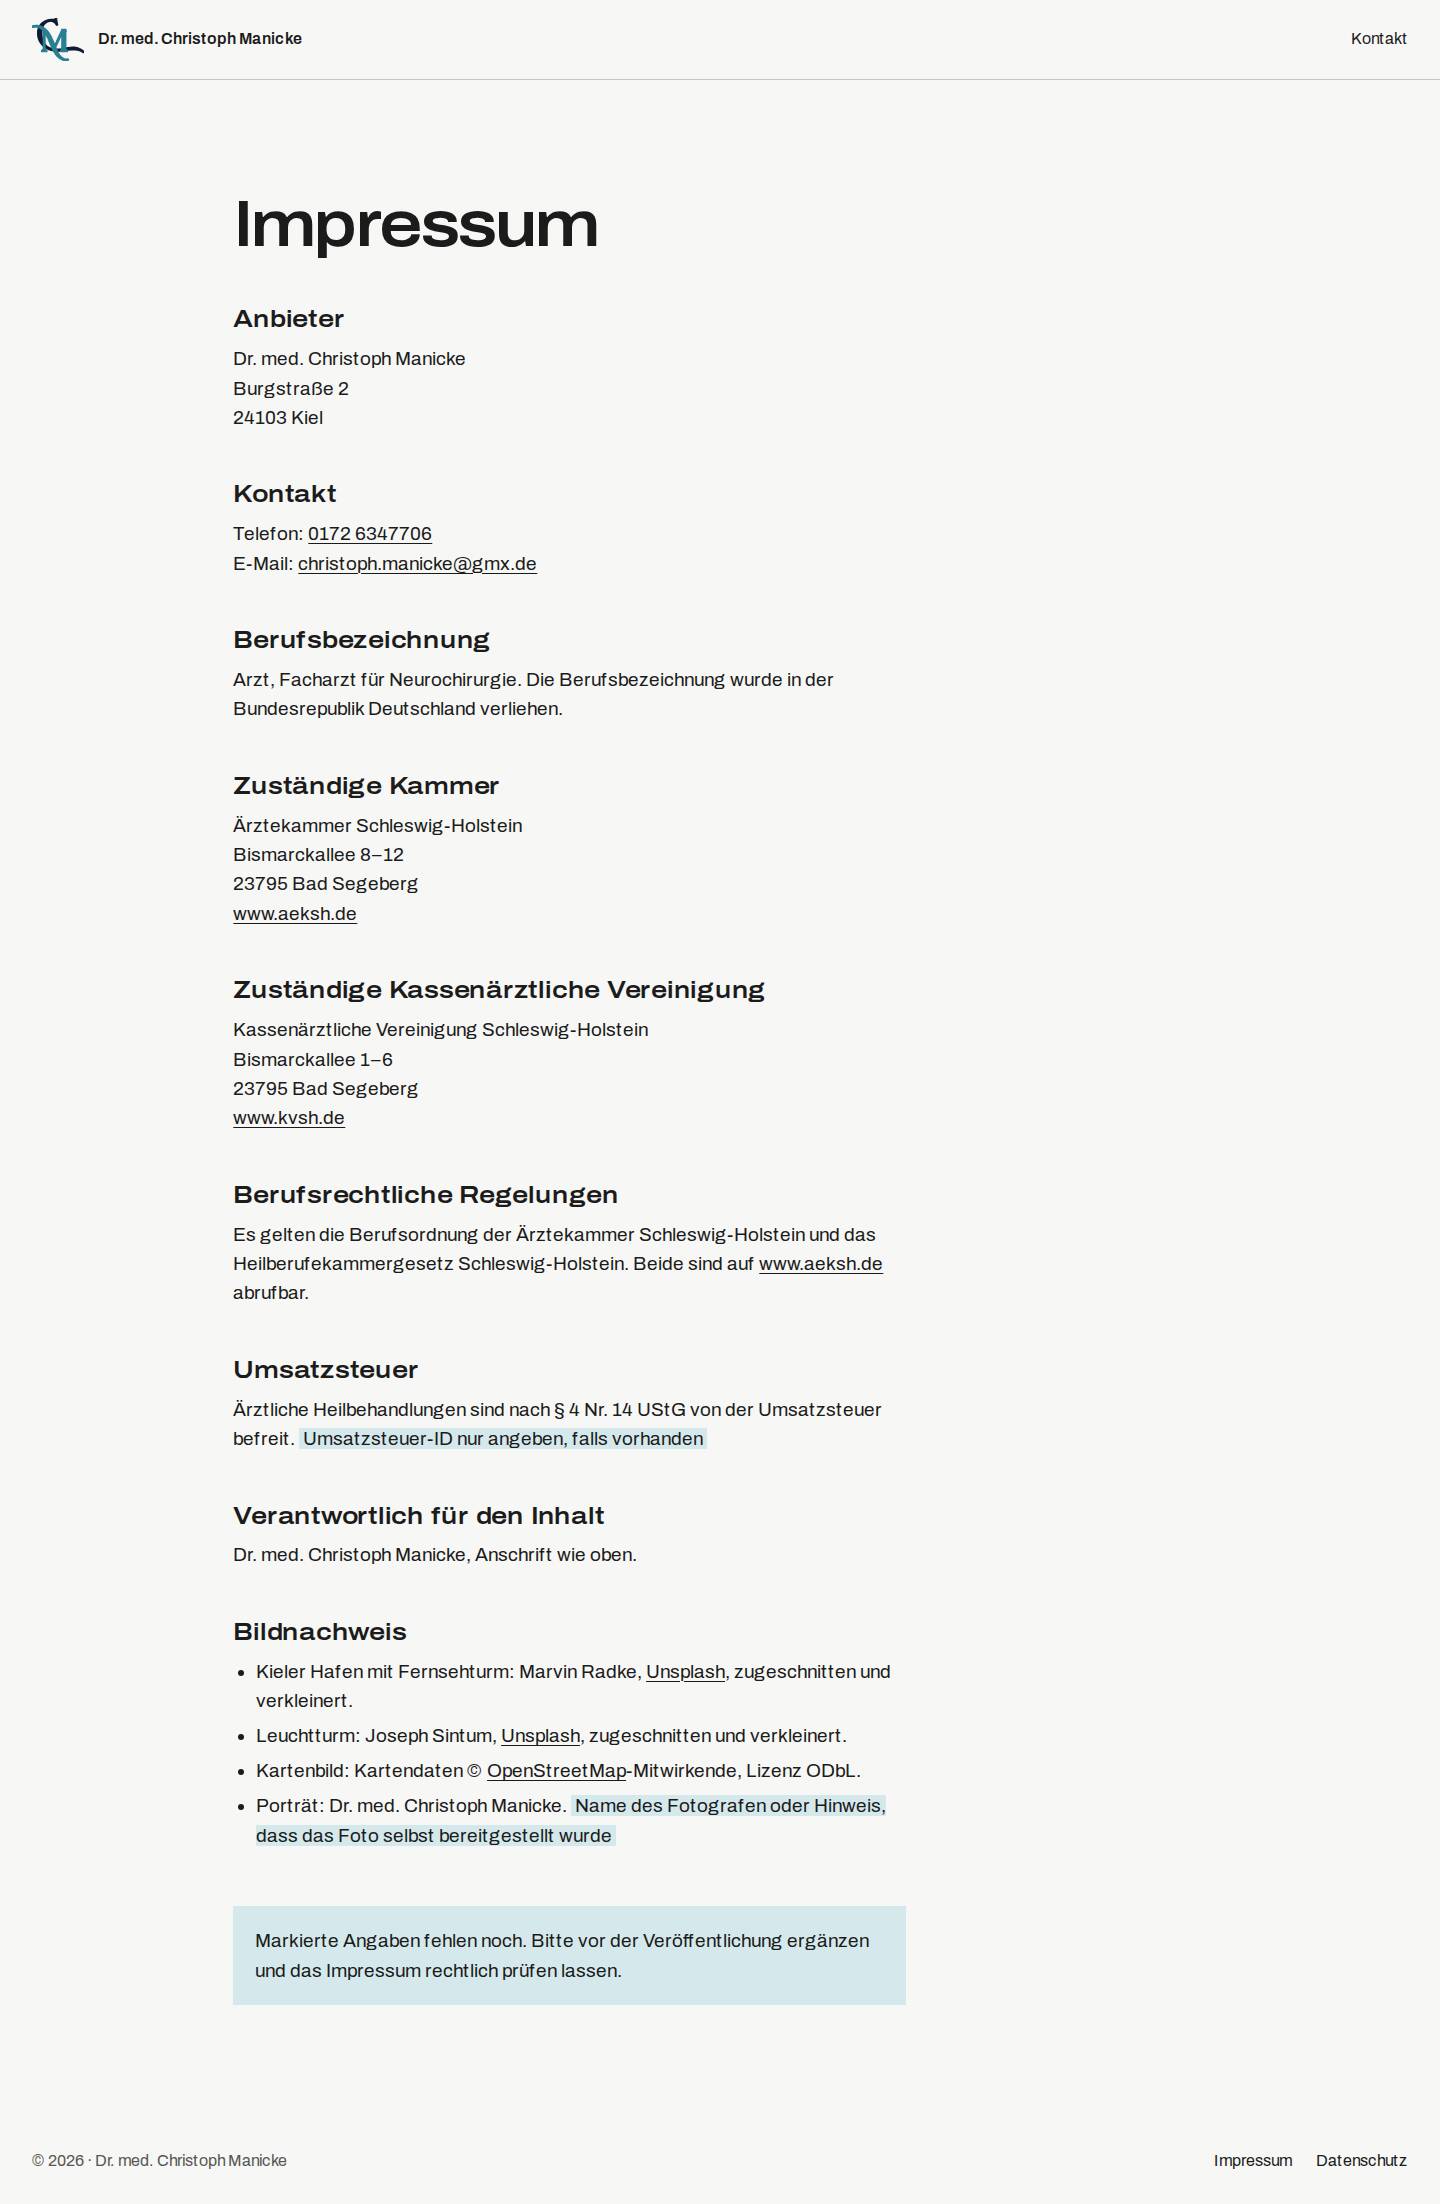 CM
Dr. med. Christoph Manicke
Kontakt
Impressum
Anbieter
Dr. med. Christoph Manicke
Burgstraße 2
24103 Kiel
Kontakt
Telefon: 0172 6347706
E-Mail: christoph.manicke@gmx.de
Berufsbezeichnung
Arzt, Facharzt für Neurochirurgie. Die Berufsbezeichnung wurde in der
Bundesrepublik Deutschland verliehen.
Zuständige Kammer
Ärztekammer Schleswig-Holstein
Bismarckallee 8–12
23795 Bad Segeberg
www.aeksh.de
Zuständige Kassenärztliche Vereinigung
Kassenärztliche Vereinigung Schleswig-Holstein
Bismarckallee 1–6
23795 Bad Segeberg
www.kvsh.de
Berufsrechtliche Regelungen
Es gelten die Berufsordnung der Ärztekammer Schleswig-Holstein und das
Heilberufekammergesetz Schleswig-Holstein. Beide sind auf www.aeksh.de
abrufbar.
Umsatzsteuer
Ärztliche Heilbehandlungen sind nach § 4 Nr. 14 UStG von der Umsatzsteuer
befreit. Umsatzsteuer-ID nur angeben, falls vorhanden
Verantwortlich für den Inhalt
Dr. med. Christoph Manicke, Anschrift wie oben.
Bildnachweis
• Kieler Hafen mit Fernsehturm: Marvin Radke, Unsplash, zugeschnitten und
verkleinert.
• Leuchtturm: Joseph Sintum, Unsplash, zugeschnitten und verkleinert.
• Kartenbild: Kartendaten © OpenStreetMap-Mitwirkende, Lizenz ODbL.
• Porträt: Dr. med. Christoph Manicke. Name des Fotografen oder Hinweis,
dass das Foto selbst bereitgestellt wurde
Markierte Angaben fehlen noch. Bitte vor der Veröffentlichung ergänzen
und das Impressum rechtlich prüfen lassen.
© 2026 · Dr. med. Christoph Manicke
Impressum Datenschutz